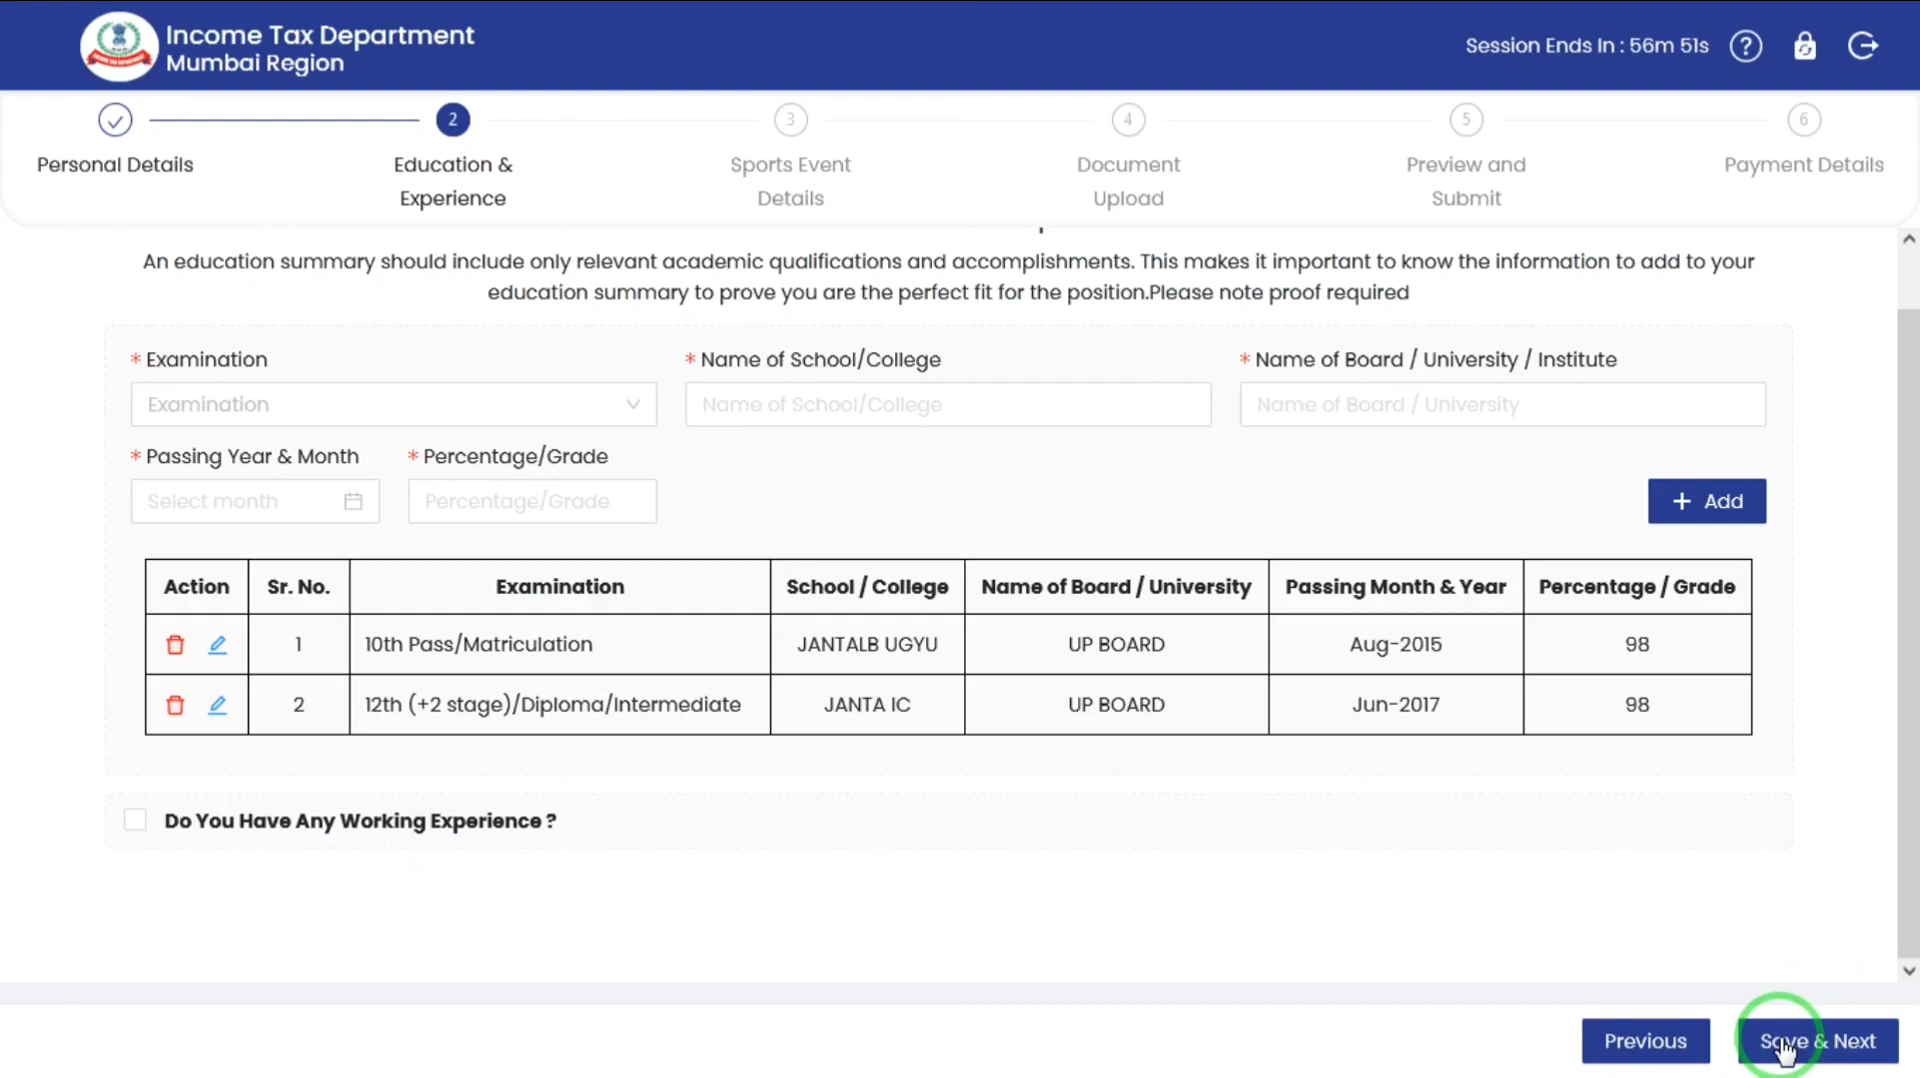 Income Tax Department
Mumbai Region
Session Ends In : 56m 51s
?
2
3
4
5
6
Personal Details
Education &
Experience
Sports Event
Details
Document
Upload
Preview and
Submit
Payment Details
An education summary should include only relevant academic qualifications and accomplishments. This makes it important to know the information to add to your
education summary to prove you are the perfect fit for the position.Please note proof required
* Examination
* Name of School/College
* Name of Board / University / Institute
Examination
Name of School/College
Name of Board / University
* Passing Year & Month
* Percentage/Grade
Select month
Percentage/Grade
+ Add
Action Sr. No. Examination School / College Name of Board / University Passing Month & Year Percentage / Grade
1 10th Pass/Matriculation JANTALB UGYU UP BOARD Aug-2015 98
2 12th (+2 stage)/Diploma/Intermediate JANTA IC UP BOARD Jun-2017 98
Do You Have Any Working Experience ?
Previous
Save & Next